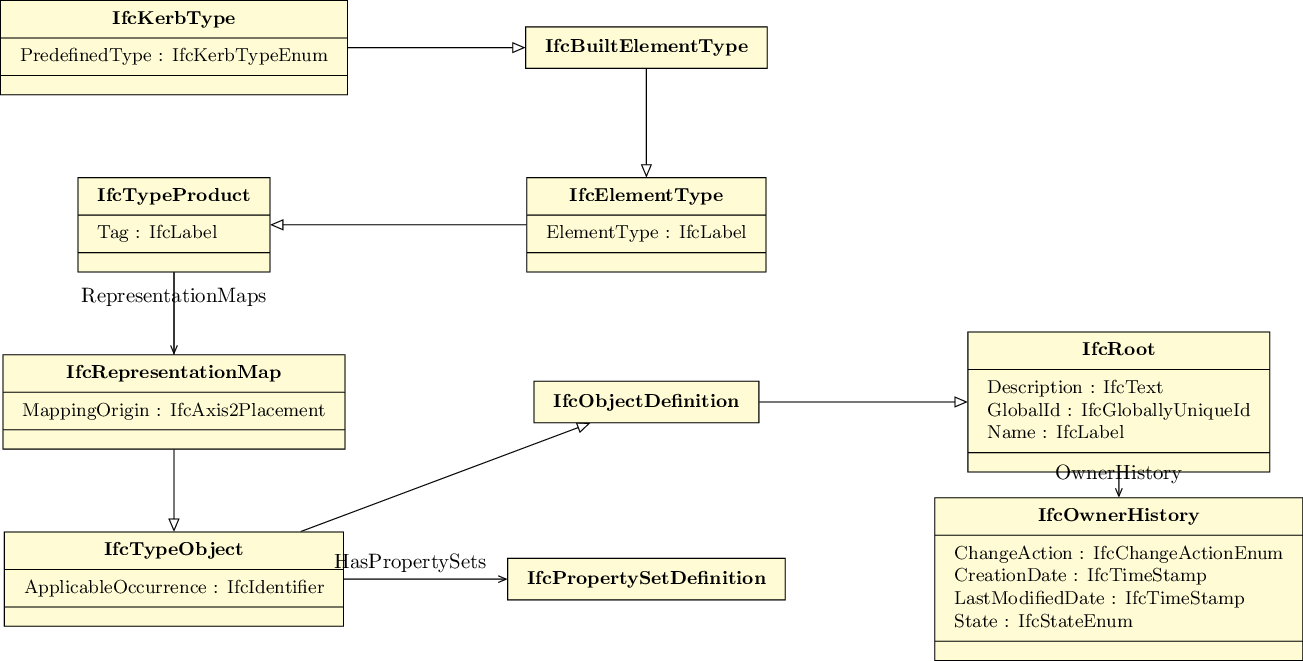 IfcKerbType
PredefinedType : IfcKerbTypeEnum
IfcBuiltElementType
IfcTypeProduct
Tag : IfcLabel
IfcElementType
ElementType : IfcLabel
RepresentationMaps
IfcRepresentationMap
MappingOrigin : IfcAxis2Placement
IfcObjectDefinition
IfcRoot
Description : IfcText
GlobalId : IfcGloballyUniqueId
Name : IfcLabel
OwnerHistory
IfcOwnerHistory
ChangeAction : IfcChangeActionEnum
CreationDate : IfcTimeStamp
LastModifiedDate : IfcTimeStamp
State : IfcStateEnum
IfcTypeObject
ApplicableOccurrence : IfcIdentifier
HasPropertySets
IfcPropertySetDefinition